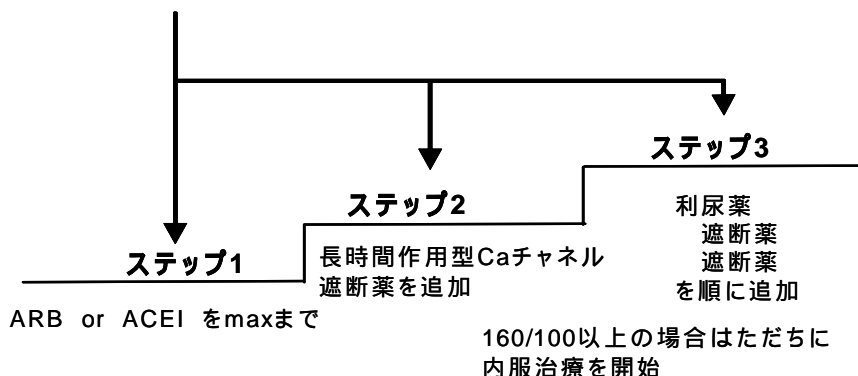 ステップ1
ARB or ACEI をmaxまで
ステップ2
長時間作用型Caチャネル
遮断薬を追加
ステップ3
利尿薬
遮断薬
遮断薬
を順に追加
160/100以上の場合はただちに
内服治療を開始